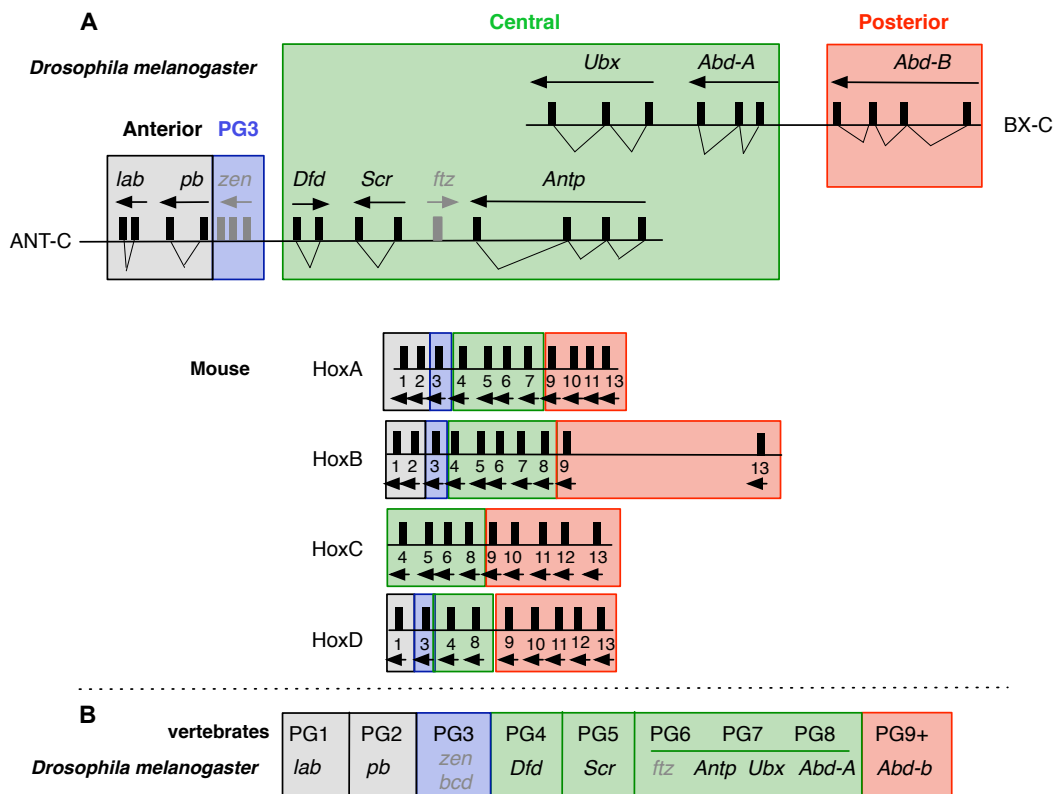 A
Central
Posterior
Drosophila melanogaster
Ubx Abd-A Abd-B
BX-C
Anterior PG3
lab pb zen Dfd Scr ftz Antp
ANT-C
Mouse
HoxA
1 2 3 4 5 6 7 9 10 11 13
HoxB
1 2 3 4 5 6 7 8 9 13
HoxC
4 5 6 8 9 10 11 12 13
HoxD
1 3 4 8 9 10 11 12 13
B
vertebrates PG1 PG2 PG3 PG4 PG5 PG6 PG7 PG8 PG9+
Drosophila melanogaster lab pb zen Dfd Scr ftz Antp Ubx Abd-A Abd-b
bcd